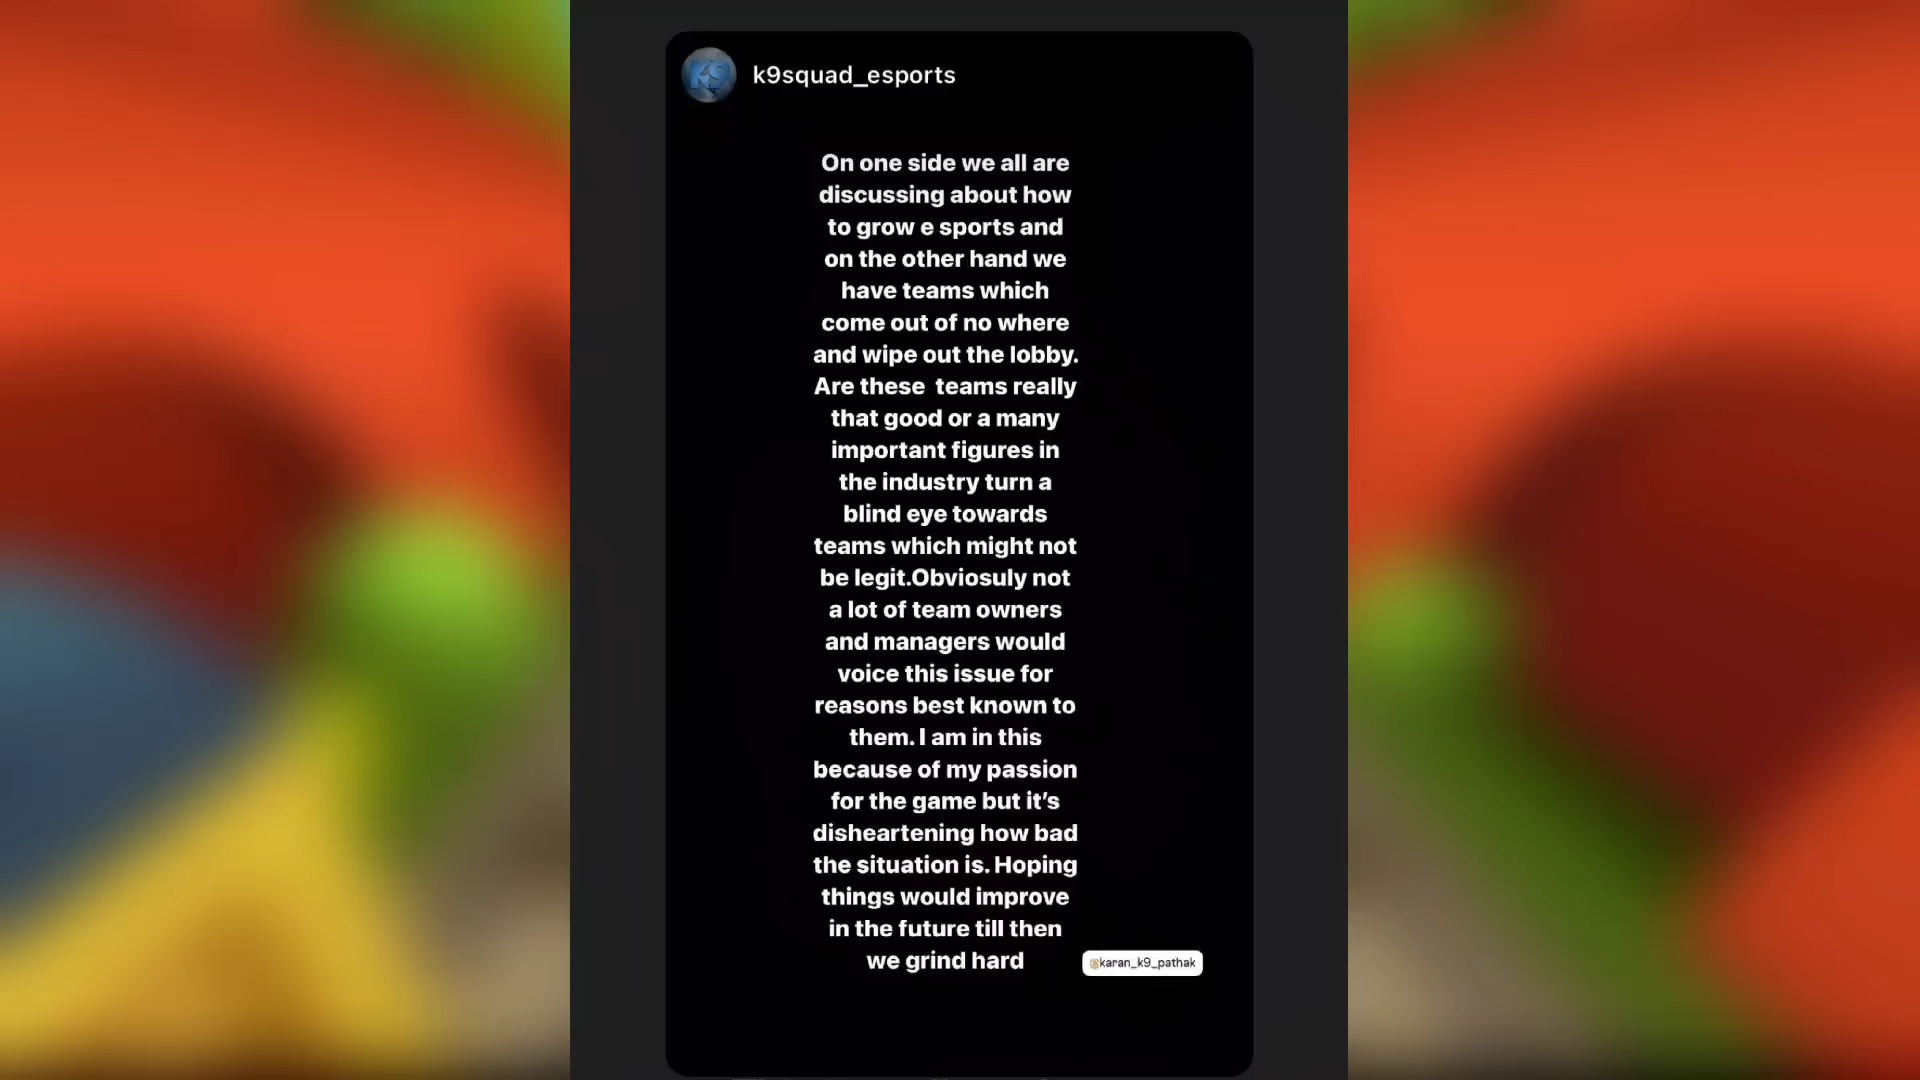 K9
k9squad_esports
On one side we all are
discussing about how
to grow e sports and
on the other hand we
have teams which
come out of no where
and wipe out the lobby.
Are these  teams really
that good or a many
important figures in
the industry turn a
blind eye towards
teams which might not
be legit.Obviosuly not
a lot of team owners
and managers would
voice this issue for
reasons best known to
them. I am in this
because of my passion
for the game but it’s
disheartening how bad
the situation is. Hoping
things would improve
in the future till then
we grind hard
@karan_k9_pathak